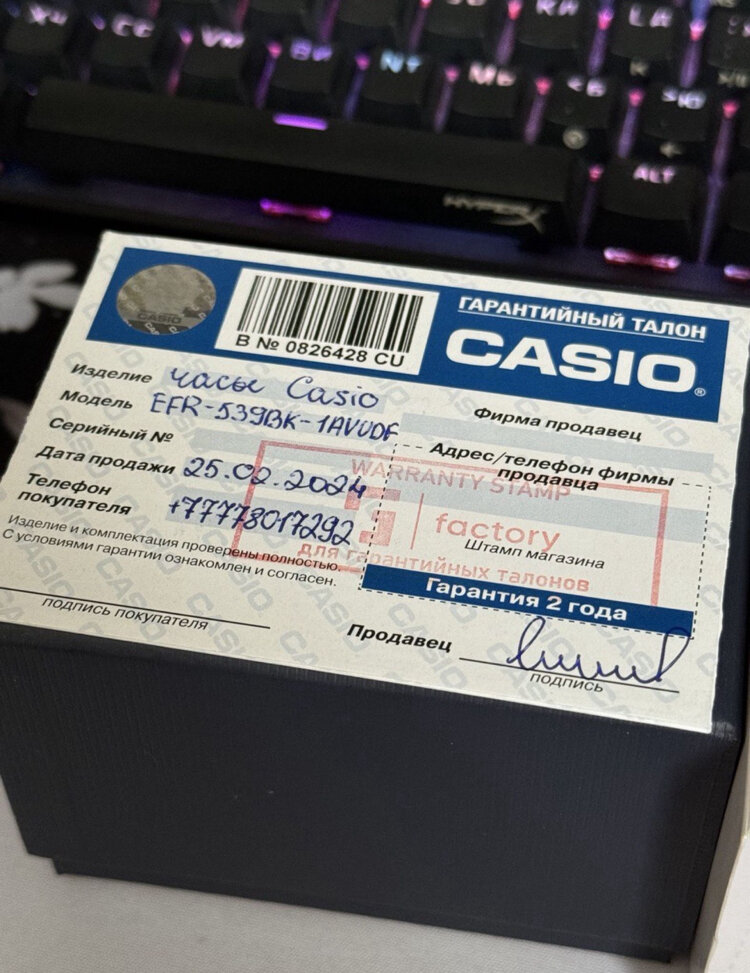 HYPERX
ALT
CASIO
В № 0826428 CU
ГАРАНТИЙНЫЙ ТАЛОН
CASIO®
Изделие часы Casio
Модель EFR-539BK-1AVUDF
Серийный №
Дата продажи 25.02.2024
Телефон
покупателя +77778017292
Изделие и комплектация проверены полностью.
С условиями гарантии ознакомлен и согласен.
подпись покупателя
Фирма продавец
Адрес/телефон фирмы
продавца
WARRANTY STAMP
factory
Штамп магазина
для гарантийных талонов
Гарантия 2 года
Продавец
подпись